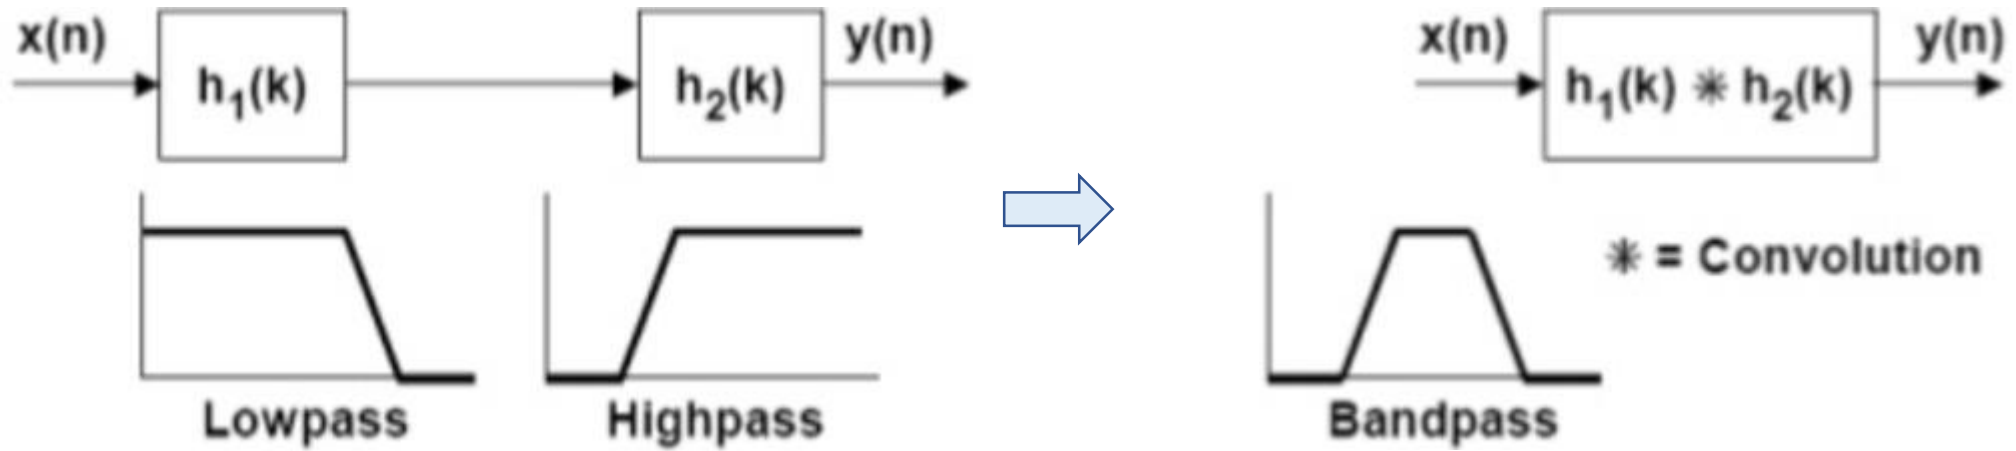 x(n)
h₁(k)
h₂(k)
y(n)
x(n)
h₁(k) ✳ h₂(k)
y(n)
✳ = Convolution
Lowpass
Highpass
Bandpass